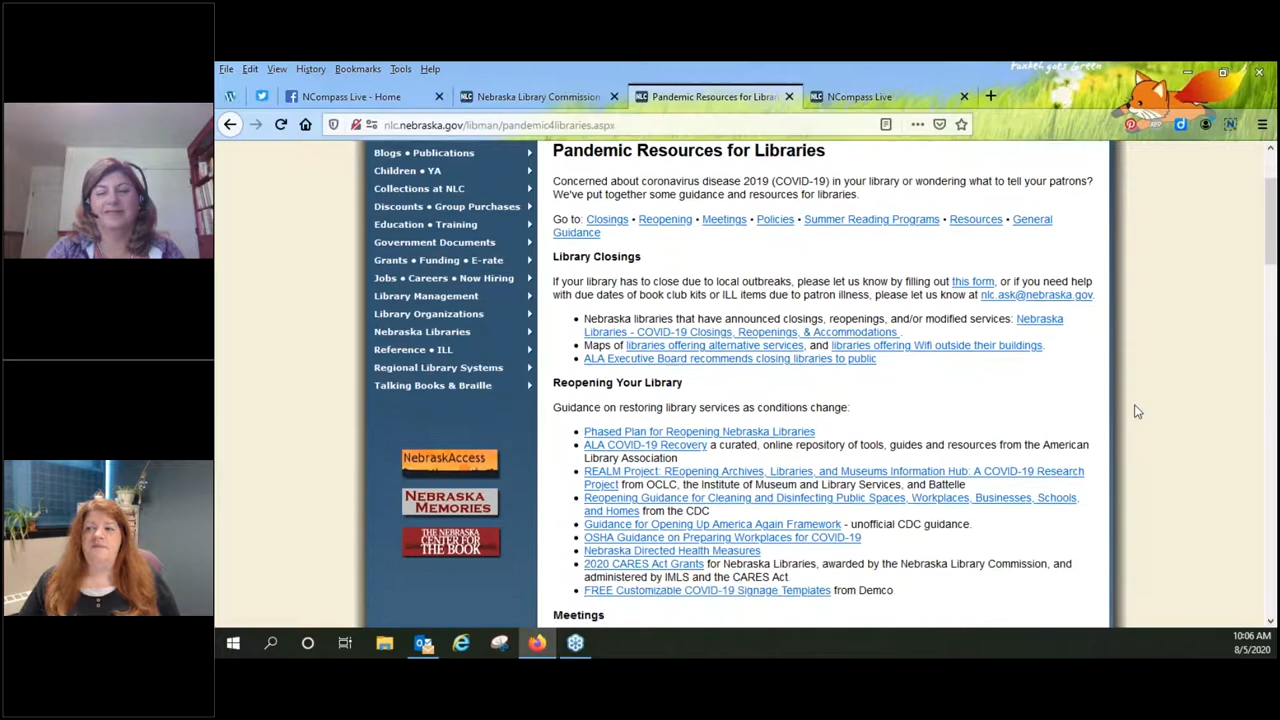 Fankeh goes Green
File Edit View History Bookmarks Tools Help
NCompass Live - Home
NLC Nebraska Library Commission
NLC Pandemic Resources for Librar
NLC NCompass Live
nlc.nebraska.gov/libman/pandemic4libraries.aspx
APP
Blogs • Publications
Children • YA
Collections at NLC
Discounts • Group Purchases
Education • Training
Government Documents
Grants • Funding • E-rate
Jobs • Careers • Now Hiring
Library Management
Library Organizations
Nebraska Libraries
Reference • ILL
Regional Library Systems
Talking Books & Braille
NebraskAccess
NEBRASKA
MEMORIES
THE NEBRASKA
CENTER FOR
THE BOOK
Pandemic Resources for Libraries
Concerned about coronavirus disease 2019 (COVID-19) in your library or wondering what to tell your patrons?
We've put together some guidance and resources for libraries.
Go to: Closings • Reopening • Meetings • Policies • Summer Reading Programs • Resources • General
Guidance
Library Closings
If your library has to close due to local outbreaks, please let us know by filling out this form, or if you need help
with due dates of book club kits or ILL items due to patron illness, please let us know at nlc.ask@nebraska.gov.
• Nebraska libraries that have announced closings, reopenings, and/or modified services: Nebraska
Libraries - COVID-19 Closings, Reopenings, & Accommodations .
• Maps of libraries offering alternative services, and libraries offering Wifi outside their buildings.
• ALA Executive Board recommends closing libraries to public
Reopening Your Library
Guidance on restoring library services as conditions change:
• Phased Plan for Reopening Nebraska Libraries
• ALA COVID-19 Recovery a curated, online repository of tools, guides and resources from the American
Library Association
• REALM Project: REopening Archives, Libraries, and Museums Information Hub: A COVID-19 Research
Project from OCLC, the Institute of Museum and Library Services, and Battelle
• Reopening Guidance for Cleaning and Disinfecting Public Spaces, Workplaces, Businesses, Schools,
and Homes from the CDC
• Guidance for Opening Up America Again Framework - unofficial CDC guidance.
• OSHA Guidance on Preparing Workplaces for COVID-19
• Nebraska Directed Health Measures
• 2020 CARES Act Grants for Nebraska Libraries, awarded by the Nebraska Library Commission, and
administered by IMLS and the CARES Act
• FREE Customizable COVID-19 Signage Templates from Demco
Meetings
10:06 AM
8/5/2020